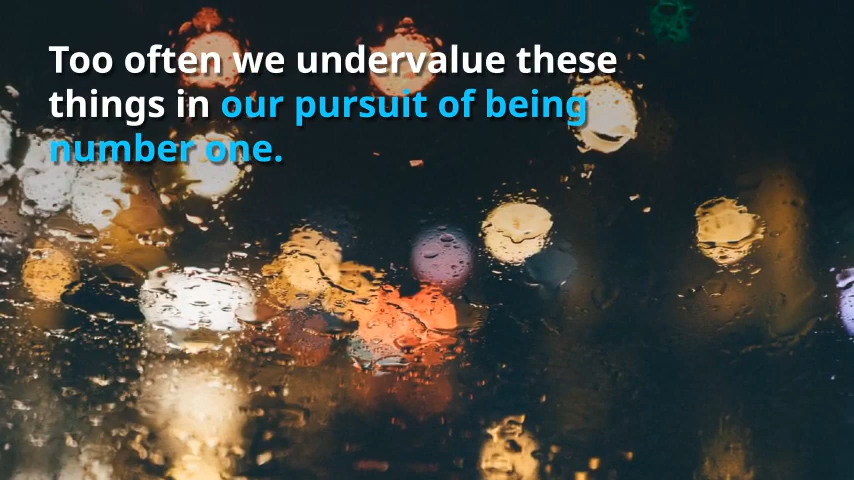 Too often we undervalue these
things in our pursuit of being
number one.